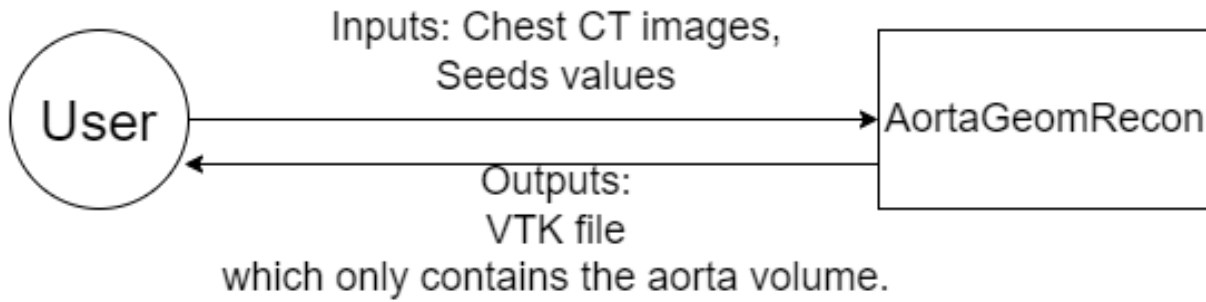 Inputs: Chest CT images,
Seeds values
User
AortaGeomRecon
Outputs:
VTK file
which only contains the aorta volume.